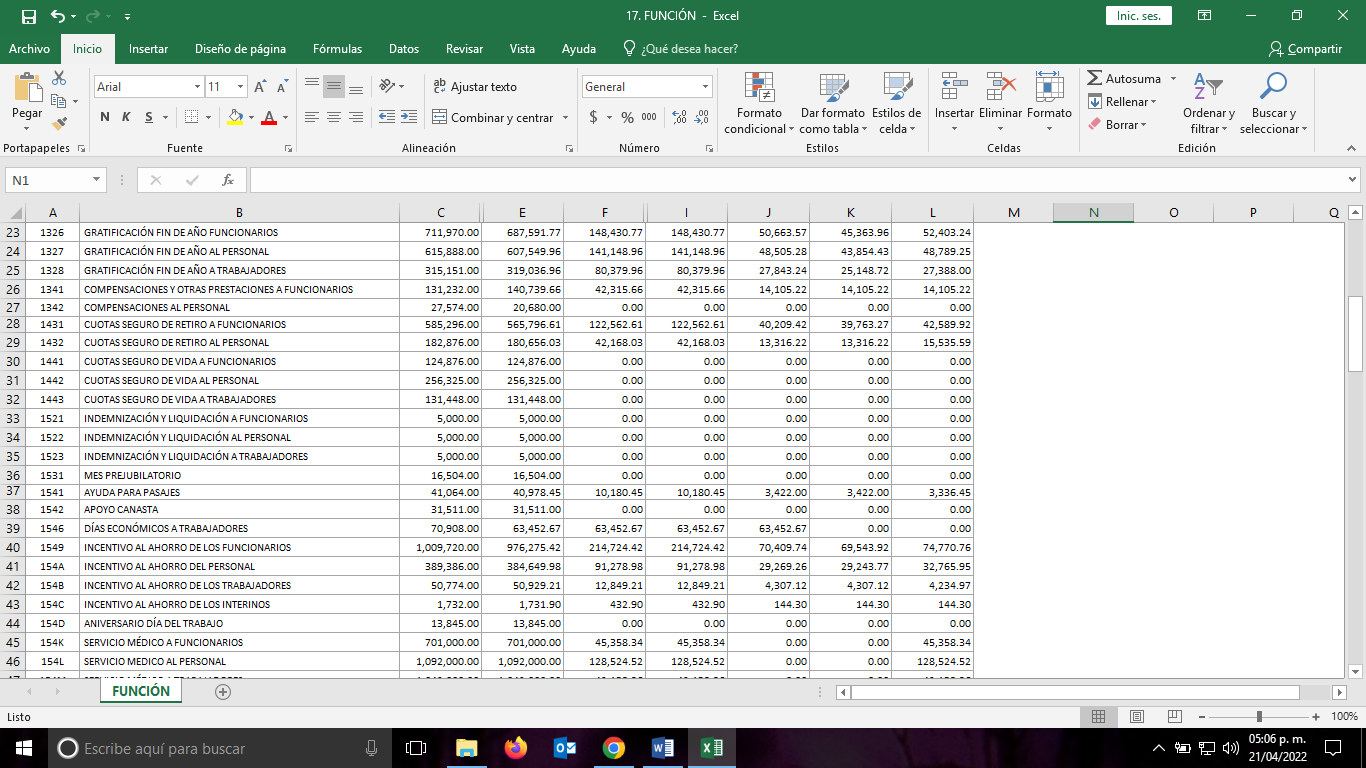 17. FUNCIÓN - Excel
Inic. ses.
Archivo Inicio Insertar Diseño de página Fórmulas Datos Revisar Vista Ayuda ¿Qué desea hacer? Compartir
Pegar
Arial 11
N K S
Ajustar texto
Combinar y centrar
General
$ % 000
Formato condicional
Dar formato como tabla
Estilos de celda
Insertar Eliminar Formato
Autosuma
Rellenar
Borrar
Ordenar y filtrar
Buscar y seleccionar
Portapapeles Fuente Alineación Número Estilos Celdas Edición
N1 fx
A B C E F I J K L M N O P Q
23 1326 GRATIFICACIÓN FIN DE AÑO FUNCIONARIOS 711,970.00 687,591.77 148,430.77 148,430.77 50,663.57 45,363.96 52,403.24
24 1327 GRATIFICACIÓN FIN DE AÑO AL PERSONAL 615,888.00 607,549.96 141,148.96 141,148.96 48,505.28 43,854.43 48,789.25
25 1328 GRATIFICACIÓN FIN DE AÑO A TRABAJADORES 315,151.00 319,036.96 80,379.96 80,379.96 27,843.24 25,148.72 27,388.00
26 1341 COMPENSACIONES Y OTRAS PRESTACIONES A FUNCIONARIOS 131,232.00 140,739.66 42,315.66 42,315.66 14,105.22 14,105.22 14,105.22
27 1342 COMPENSACIONES AL PERSONAL 27,574.00 20,680.00 0.00 0.00 0.00 0.00 0.00
28 1431 CUOTAS SEGURO DE RETIRO A FUNCIONARIOS 585,296.00 565,796.61 122,562.61 122,562.61 40,209.42 39,763.27 42,589.92
29 1432 CUOTAS SEGURO DE RETIRO AL PERSONAL 182,876.00 180,656.03 42,168.03 42,168.03 13,316.22 13,316.22 15,535.59
30 1441 CUOTAS SEGURO DE VIDA A FUNCIONARIOS 124,876.00 124,876.00 0.00 0.00 0.00 0.00 0.00
31 1442 CUOTAS SEGURO DE VIDA AL PERSONAL 256,325.00 256,325.00 0.00 0.00 0.00 0.00 0.00
32 1443 CUOTAS SEGURO DE VIDA A TRABAJADORES 131,448.00 131,448.00 0.00 0.00 0.00 0.00 0.00
33 1521 INDEMNIZACIÓN Y LIQUIDACIÓN A FUNCIONARIOS 5,000.00 5,000.00 0.00 0.00 0.00 0.00 0.00
34 1522 INDEMNIZACIÓN Y LIQUIDACIÓN AL PERSONAL 5,000.00 5,000.00 0.00 0.00 0.00 0.00 0.00
35 1523 INDEMNIZACIÓN Y LIQUIDACIÓN A TRABAJADORES 5,000.00 5,000.00 0.00 0.00 0.00 0.00 0.00
36 1531 MES PREJUBILATORIO 16,504.00 16,504.00 0.00 0.00 0.00 0.00 0.00
37 1541 AYUDA PARA PASAJES 41,064.00 40,978.45 10,180.45 10,180.45 3,422.00 3,422.00 3,336.45
38 1542 APOYO CANASTA 31,511.00 31,511.00 0.00 0.00 0.00 0.00 0.00
39 1546 DÍAS ECONÓMICOS A TRABAJADORES 70,908.00 63,452.67 63,452.67 63,452.67 63,452.67 0.00 0.00
40 1549 INCENTIVO AL AHORRO DE LOS FUNCIONARIOS 1,009,720.00 976,275.42 214,724.42 214,724.42 70,409.74 69,543.92 74,770.76
41 154A INCENTIVO AL AHORRO DEL PERSONAL 389,386.00 384,649.98 91,278.98 91,278.98 29,269.26 29,243.77 32,765.95
42 154B INCENTIVO AL AHORRO DE LOS TRABAJADORES 50,774.00 50,929.21 12,849.21 12,849.21 4,307.12 4,307.12 4,234.97
43 154C INCENTIVO AL AHORRO DE LOS INTERINOS 1,732.00 1,731.90 432.90 432.90 144.30 144.30 144.30
44 154D ANIVERSARIO DÍA DEL TRABAJO 13,845.00 13,845.00 0.00 0.00 0.00 0.00 0.00
45 154K SERVICIO MÉDICO A FUNCIONARIOS 701,000.00 701,000.00 45,358.34 45,358.34 0.00 0.00 45,358.34
46 154L SERVICIO MEDICO AL PERSONAL 1,092,000.00 1,092,000.00 128,524.52 128,524.52 0.00 0.00 128,524.52
FUNCIÓN
Listo 100%
Escribe aquí para buscar
05:06 p. m.
21/04/2022